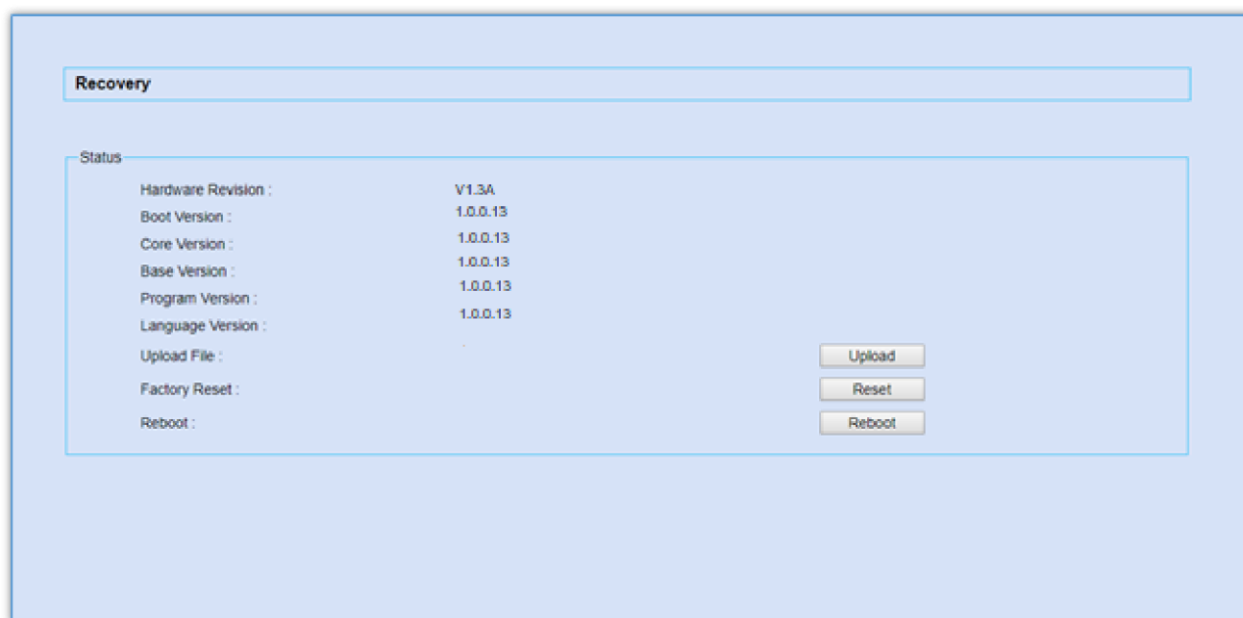 Recovery
Status
Hardware Revision : V1.3A
Boot Version : 1.0.0.13
Core Version : 1.0.0.13
Base Version : 1.0.0.13
Program Version : 1.0.0.13
Language Version : 1.0.0.13
Upload File : Upload
Factory Reset : Reset
Reboot : Reboot